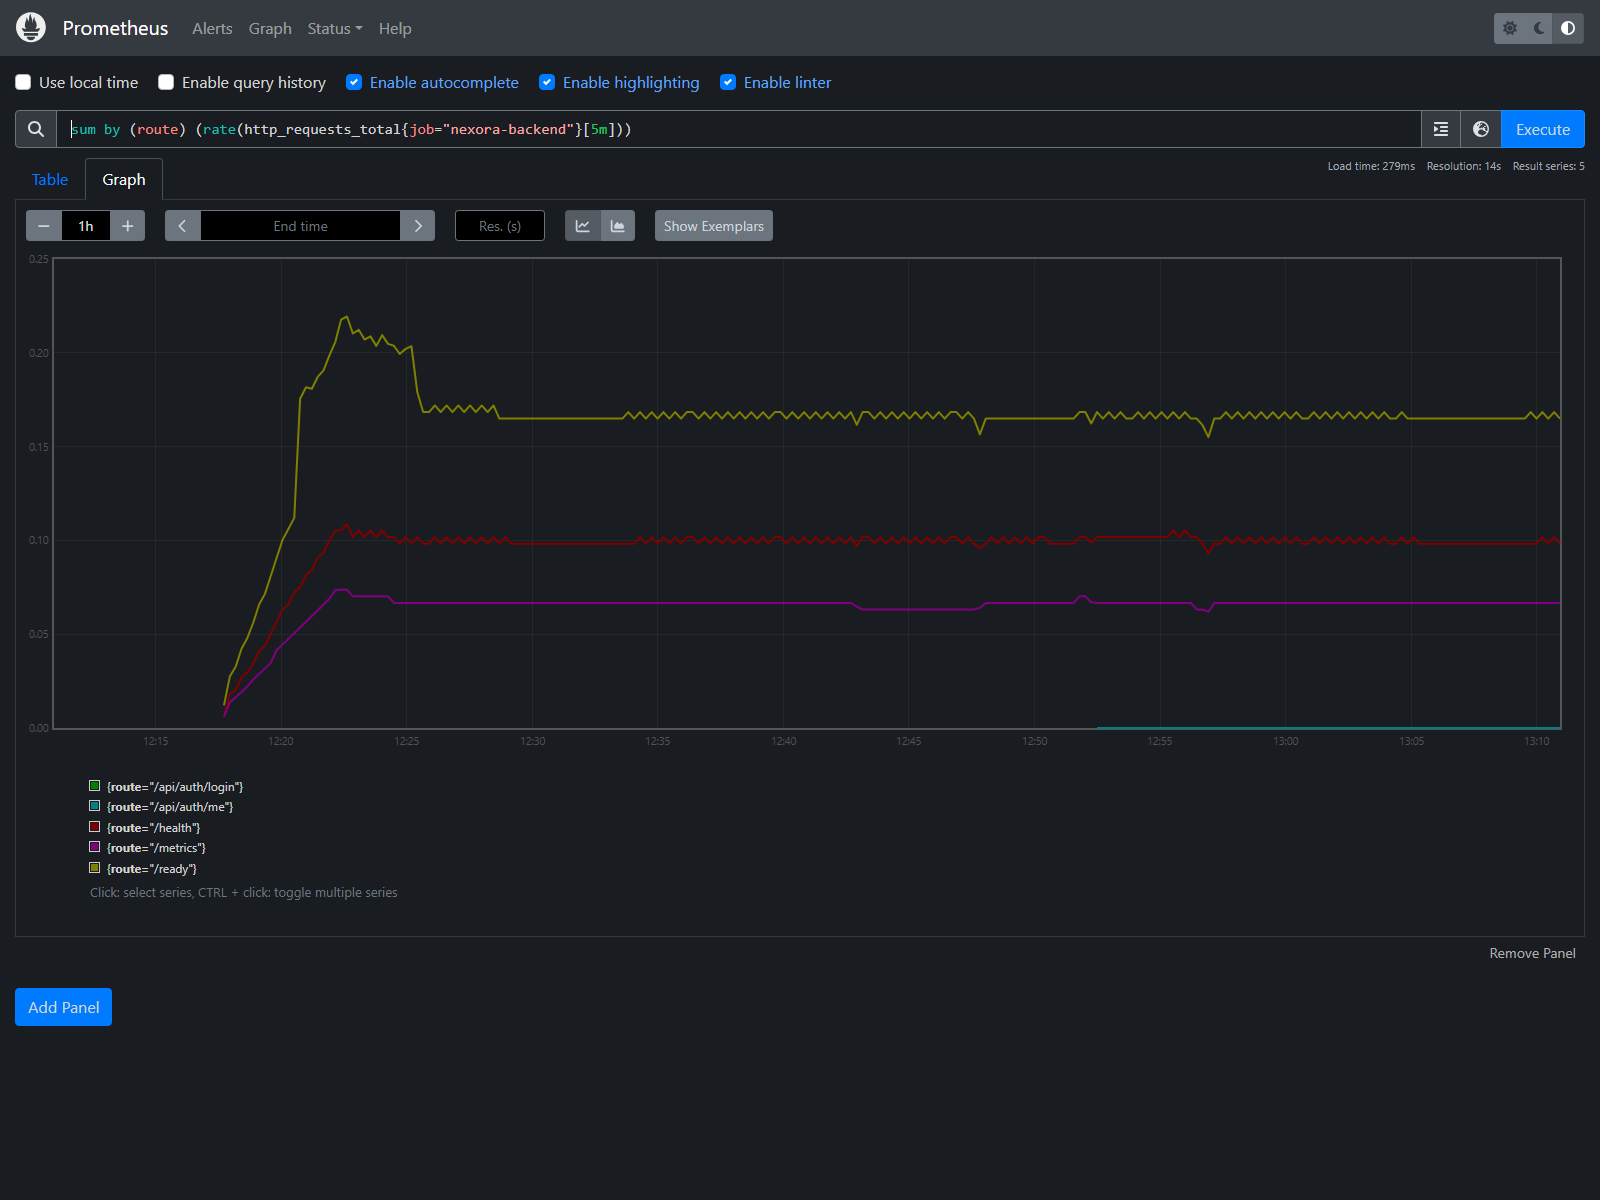 Prometheus Alerts Graph Status Help
Use local time Enable query history Enable autocomplete Enable highlighting Enable linter
sum by (route) (rate(http_requests_total{job="nexora-backend"}[5m])) Execute
Load time: 279ms Resolution: 14s Result series: 5
Table Graph
1h End time Res. (s) Show Exemplars
0.25
0.20
0.15
0.10
0.05
0.00
12:15 12:20 12:25 12:30 12:35 12:40 12:45 12:50 12:55 13:00 13:05 13:10
{route="/api/auth/login"}
{route="/api/auth/me"}
{route="/health"}
{route="/metrics"}
{route="/ready"}
Click: select series, CTRL + click: toggle multiple series
Remove Panel
Add Panel